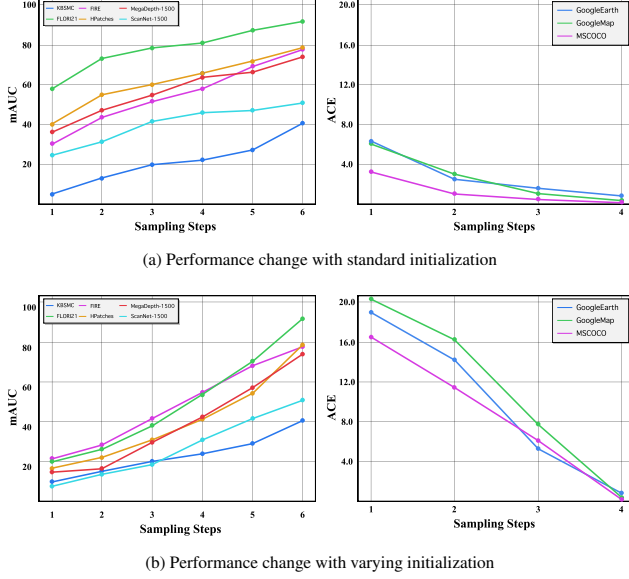 100
80
60
40
20
mAUC
K8SMC FIRE MegaDepth-1500
FLORI21 HPatches ScanNet-1500
1 2 3 4 5 6
Sampling Steps
20.0
16.0
12.0
8.0
4.0
ACE
GoogleEarth
GoogleMap
MSCOCO
1 2 3 4
Sampling Steps
(a) Performance change with standard initialization
80
60
40
20
mAUC
K8SMC FIRE MegaDepth-1500
FLORI21 HPatches ScanNet-1500
1 2 3 4 5 6
Sampling Steps
20.0
16.0
12.0
8.0
4.0
ACE
GoogleEarth
GoogleMap
MSCOCO
1 2 3 4
Sampling Steps
(b) Performance change with varying initialization